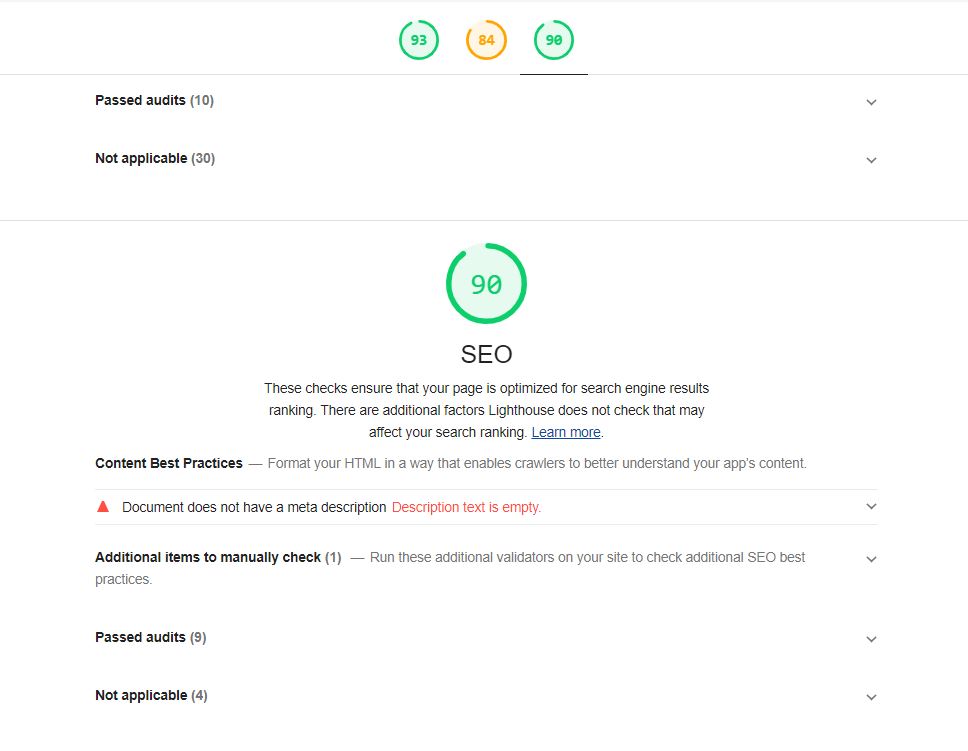 93 84 90
Passed audits (10)
Not applicable (30)
90
SEO
These checks ensure that your page is optimized for search engine results
ranking. There are additional factors Lighthouse does not check that may
affect your search ranking. Learn more.
Content Best Practices — Format your HTML in a way that enables crawlers to better understand your app's content.
Document does not have a meta description Description text is empty.
Additional items to manually check (1) — Run these additional validators on your site to check additional SEO best
practices.
Passed audits (9)
Not applicable (4)